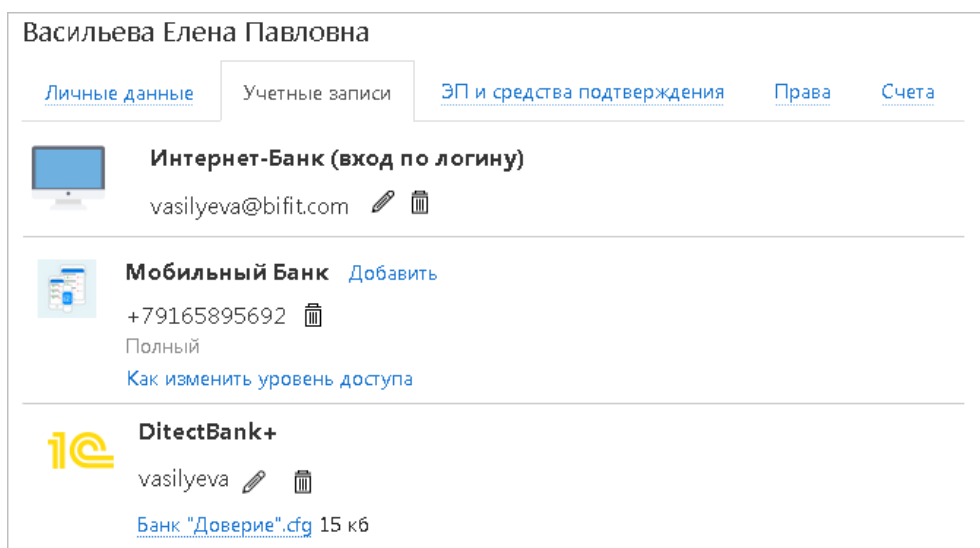 Васильева Елена Павловна
Личные данные Учетные записи ЭП и средства подтверждения Права Счета
Интернет-Банк (вход по логину)
vasilyeva@bifit.com
Мобильный Банк Добавить
+79165895692
Полный
Как изменить уровень доступа
1С
DitectBank+
vasilyeva
Банк "Доверие".cfg 15 кб